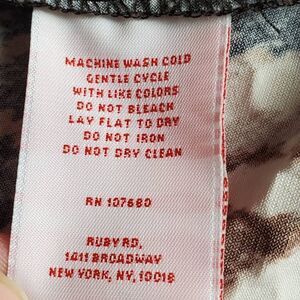 MACHINE WASH COLD
GENTLE CYCLE
WITH LIKE COLORS
DO NOT BLEACH
LAY FLAT TO DRY
DO NOT IRON
DO NOT DRY CLEAN
RN 107680
RUBY RD.
1411 BROADWAY
NEW YORK, NY, 10018